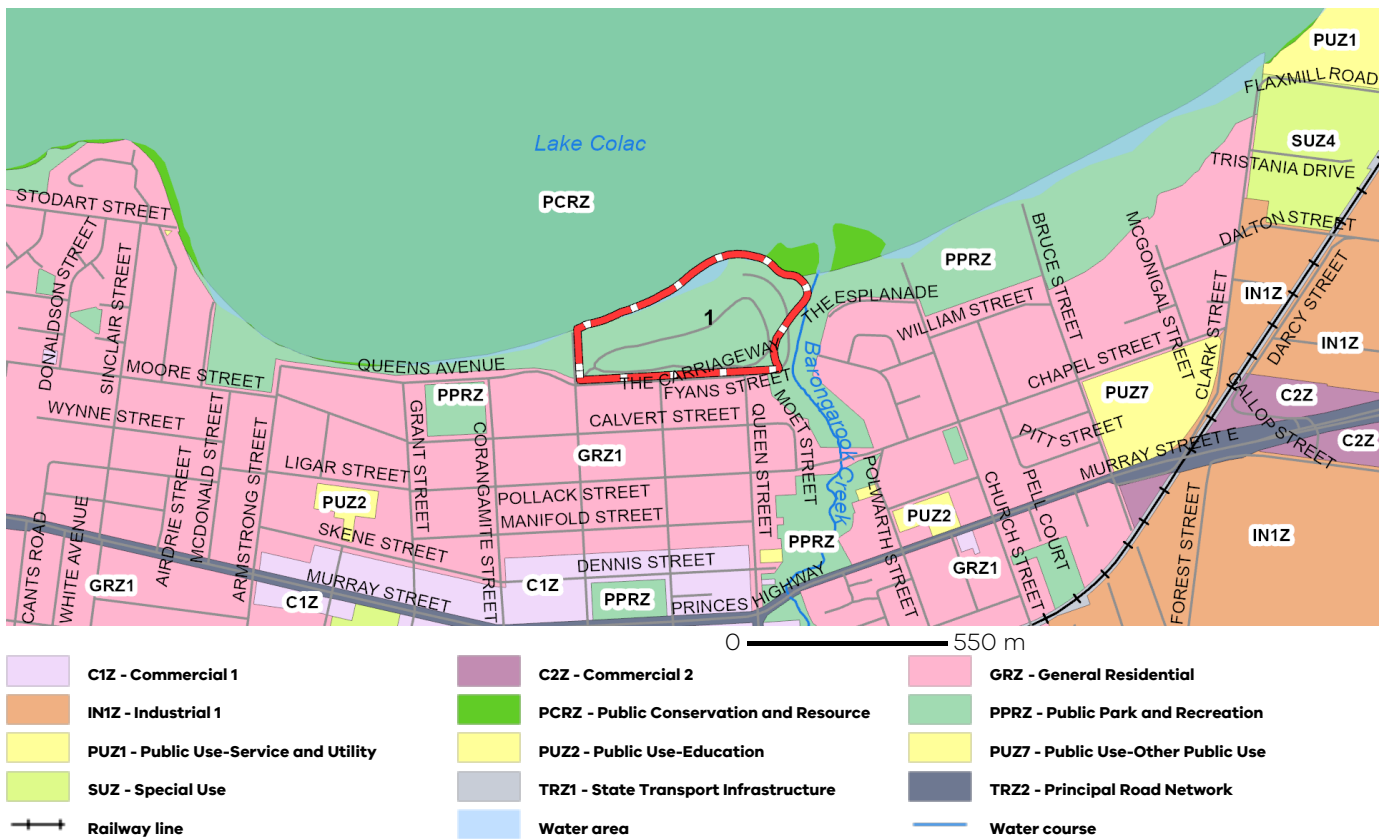 PUZ1
FLAXMILL ROAD
Lake Colac
SUZ4
TRISTANIA DRIVE
STODART STREET
PCRZ
BRUCE STREET
MCGONIGAL STREET
DALTON STREET
DONALDSON STREET
SINCLAIR STREET
PPRZ
THE ESPLANADE
IN1Z
DARCY STREET
1
WILLIAM STREET
CLARK STREET
IN1Z
QUEENS AVENUE
THE CARRIAGEWAY
Barongarook Creek
CHAPEL STREET
MOORE STREET
FYANS STREET
PPRZ
PUZ7
GALLOP STREET
C2Z
WYNNE STREET
CALVERT STREET
MOET STREET
QUEEN STREET
PITT STREET
C2Z
GRANT STREET
CORANGAMITE STREET
GRZ1
MURRAY STREET E
LIGAR STREET
AIRDRIE STREET
MCDONALD STREET
ARMSTRONG STREET
POLLACK STREET
POLWARTH STREET
CHURCH STREET
PELL COURT
PUZ2
MANIFOLD STREET
PUZ2
CANTS ROAD
WHITE AVENUE
SKENE STREET
PPRZ
IN1Z
FOREST STREET
GRZ1
DENNIS STREET
GRZ1
MURRAY STREET
C1Z
C1Z
PPRZ
PRINCES HIGHWAY
0 550 m
C1Z - Commercial 1
C2Z - Commercial 2
GRZ - General Residential
IN1Z - Industrial 1
PCRZ - Public Conservation and Resource
PPRZ - Public Park and Recreation
PUZ1 - Public Use-Service and Utility
PUZ2 - Public Use-Education
PUZ7 - Public Use-Other Public Use
SUZ - Special Use
TRZ1 - State Transport Infrastructure
TRZ2 - Principal Road Network
Railway line
Water area
Water course